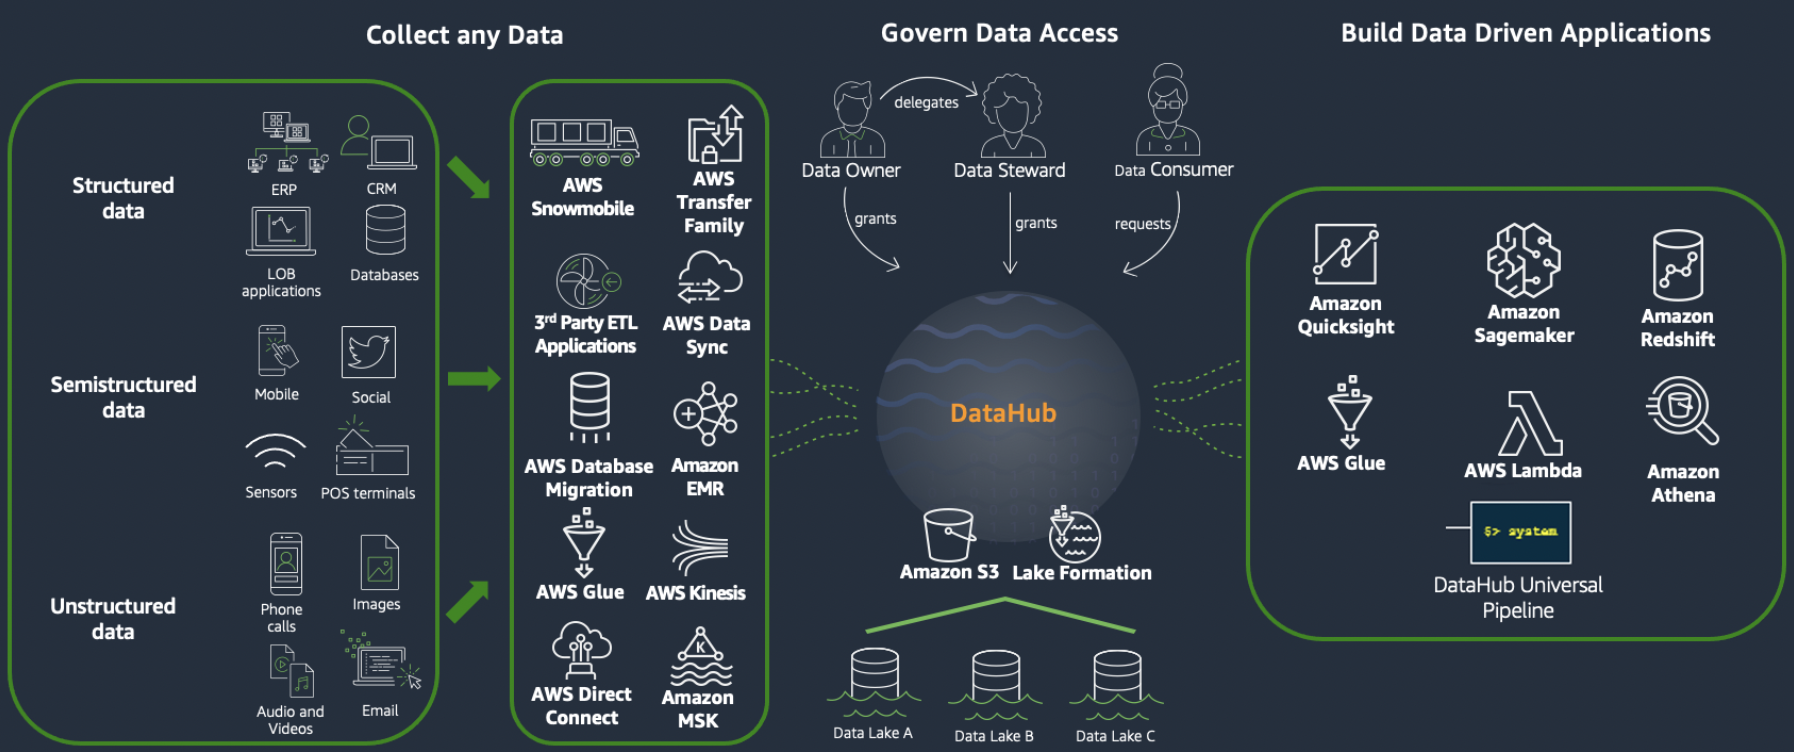 Collect any Data
Govern Data Access
Build Data Driven Applications
Structured
data
ERP
CRM
LOB
applications
Databases
Semistructured
data
Mobile
Social
Sensors
POS terminals
Unstructured
data
Phone
calls
Images
Audio and
Videos
Email
AWS
Snowmobile
AWS
Transfer
Family
3rd Party ETL
Applications
AWS Data
Sync
AWS Database
Migration
Amazon
EMR
AWS Glue
AWS Kinesis
AWS Direct
Connect
K
Amazon
MSK
delegates
Data Owner
Data Steward
Data Consumer
grants
grants
requests
DataHub
Amazon S3
Lake Formation
Data Lake A
Data Lake B
Data Lake C
Amazon
Quicksight
Amazon
Sagemaker
Amazon
Redshift
AWS Glue
AWS Lambda
Amazon
Athena
$> system
DataHub Universal
Pipeline